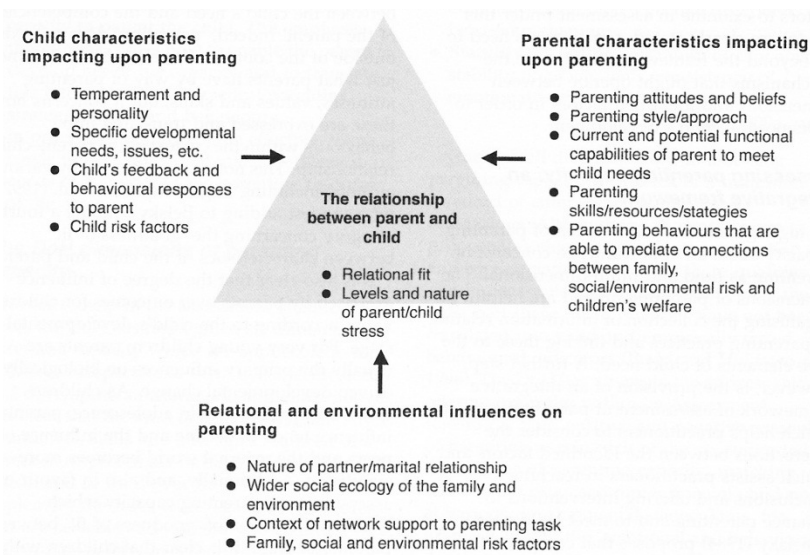 Child characteristics
impacting upon parenting
● Temperament and
personality
● Specific developmental
needs, issues, etc.
● Child's feedback and
behavioural responses
to parent
● Child risk factors
Parental characteristics impacting
upon parenting
● Parenting attitudes and beliefs
● Parenting style/approach
● Current and potential functional
capabilities of parent to meet
child needs
● Parenting
skills/resources/stategies
● Parenting behaviours that are
able to mediate connections
between family,
social/environmental risk and
children's welfare
The relationship
between parent and
child
● Relational fit
● Levels and nature
of parent/child
stress
Relational and environmental influences on
parenting
● Nature of partner/marital relationship
● Wider social ecology of the family and
environment
● Context of network support to parenting task
● Family, social and environmental risk factors